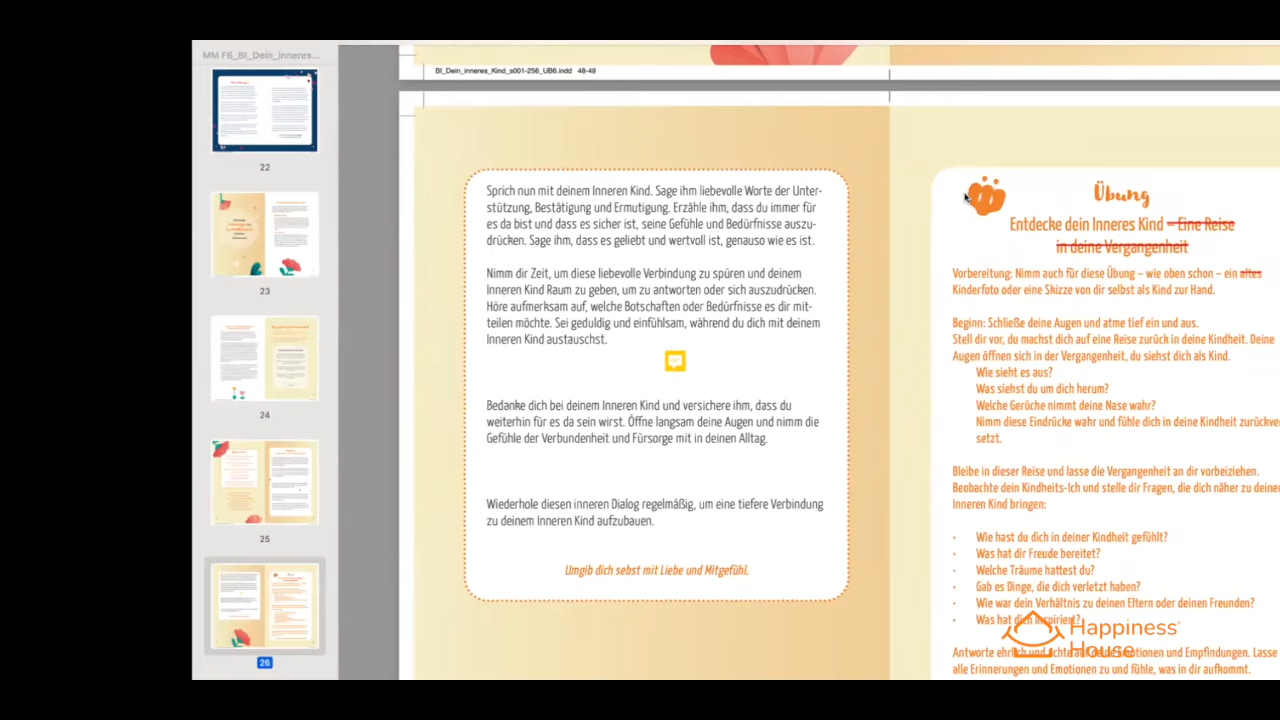 MM F6_BI_Dein_inneres...
22
23
24
25
26
BI_Dein_inneres_Kind_s001-256_UB6.indd 48-49
Sprich nun mit deinem Inneren Kind. Sage ihm liebevolle Worte der Unter-
stützung, Bestätigung und Ermutigung. Erzähle ihm, dass du immer für
es da bist und dass es sicher ist, seine Gefühle und Bedürfnisse auszu-
drücken. Sage ihm, dass es geliebt und wertvoll ist, genauso wie es ist.
Nimm dir Zeit, um diese liebevolle Verbindung zu spüren und deinem
Inneren Kind Raum zu geben, um zu antworten oder sich auszudrücken.
Höre aufmerksam auf, welche Botschaften oder Bedürfnisse es dir mit-
teilen möchte. Sei geduldig und einfühlsam, während du dich mit deinem
Inneren Kind austauschst.
Bedanke dich bei deinem Inneren Kind und versichere ihm, dass du
weiterhin für es da sein wirst. Öffne langsam deine Augen und nimm die
Gefühle der Verbundenheit und Fürsorge mit in deinen Alltag.
Wiederhole diesen inneren Dialog regelmäßig, um eine tiefere Verbindung
zu deinem Inneren Kind aufzubauen.
Umgib dich sebst mit Liebe und Mitgefühl.
Übung
Entdecke dein Inneres Kind – Eine Reise
in deine Vergangenheit
Vorbereitung: Nimm auch für diese Übung – wie oben schon – ein altes
Kinderfoto oder eine Skizze von dir selbst als Kind zur Hand.
Beginn: Schließe deine Augen und atme tief ein und aus.
Stell dir vor, du machst dich auf eine Reise zurück in deine Kindheit. Deine
Augen öffnen sich in der Vergangenheit, du siehst dich als Kind.
Wie sieht es aus?
Was siehst du um dich herum?
Welche Gerüche nimmt deine Nase wahr?
Nimm diese Eindrücke wahr und fühle dich in deine Kindheit zurückve
setzt.
Bleibe in dieser Reise und lasse die Vergangenheit an dir vorbeiziehen.
Beobachte dein Kindheits-Ich und stelle dir Fragen, die dich näher zu deinem
Inneren Kind bringen:
• Wie hast du dich in deiner Kindheit gefühlt?
• Was hat dir Freude bereitet?
• Welche Träume hattest du?
• Gab es Dinge, die dich verletzt haben?
• Wie war dein Verhältnis zu deinen Eltern oder deinen Freunden?
• Was hat dich inspiriert?
Antworte ehrlich und achte auf deine Emotionen und Empfindungen. Lasse
alle Erinnerungen und Emotionen zu und fühle, was in dir aufkommt.
Happiness
House